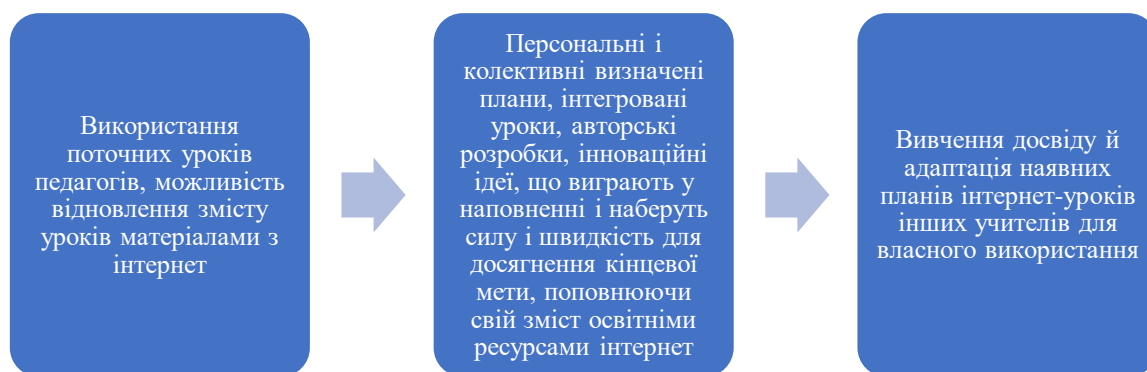 Використання
поточних уроків
педагогів, можливість
відновлення змісту
уроків матеріалами з
інтернет
Персональні і
колективні визначені
плани, інтегровані
уроки, авторські
розробки, інноваційні
ідеї, що виграють у
наповненні і наберуть
силу і швидкість для
досягнення кінцевої
мети, поповнюючи
свій зміст освітніми
ресурсами інтернет
Вивчення досвіду й
адаптація наявних
планів інтернет-уроків
інших учителів для
власного використання